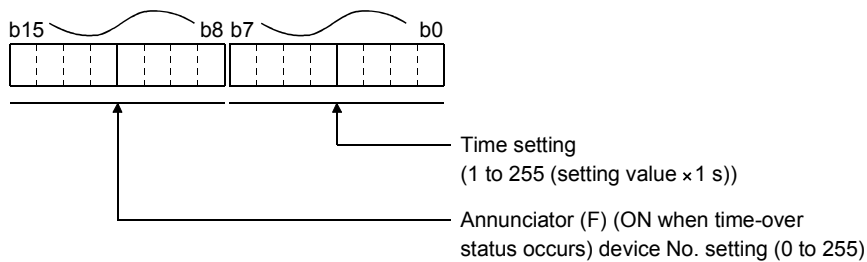 b15 b8 b7 b0
Time setting
(1 to 255 (setting value ×1 s))
Annunciator (F) (ON when time-over
status occurs) device No. setting (0 to 255)